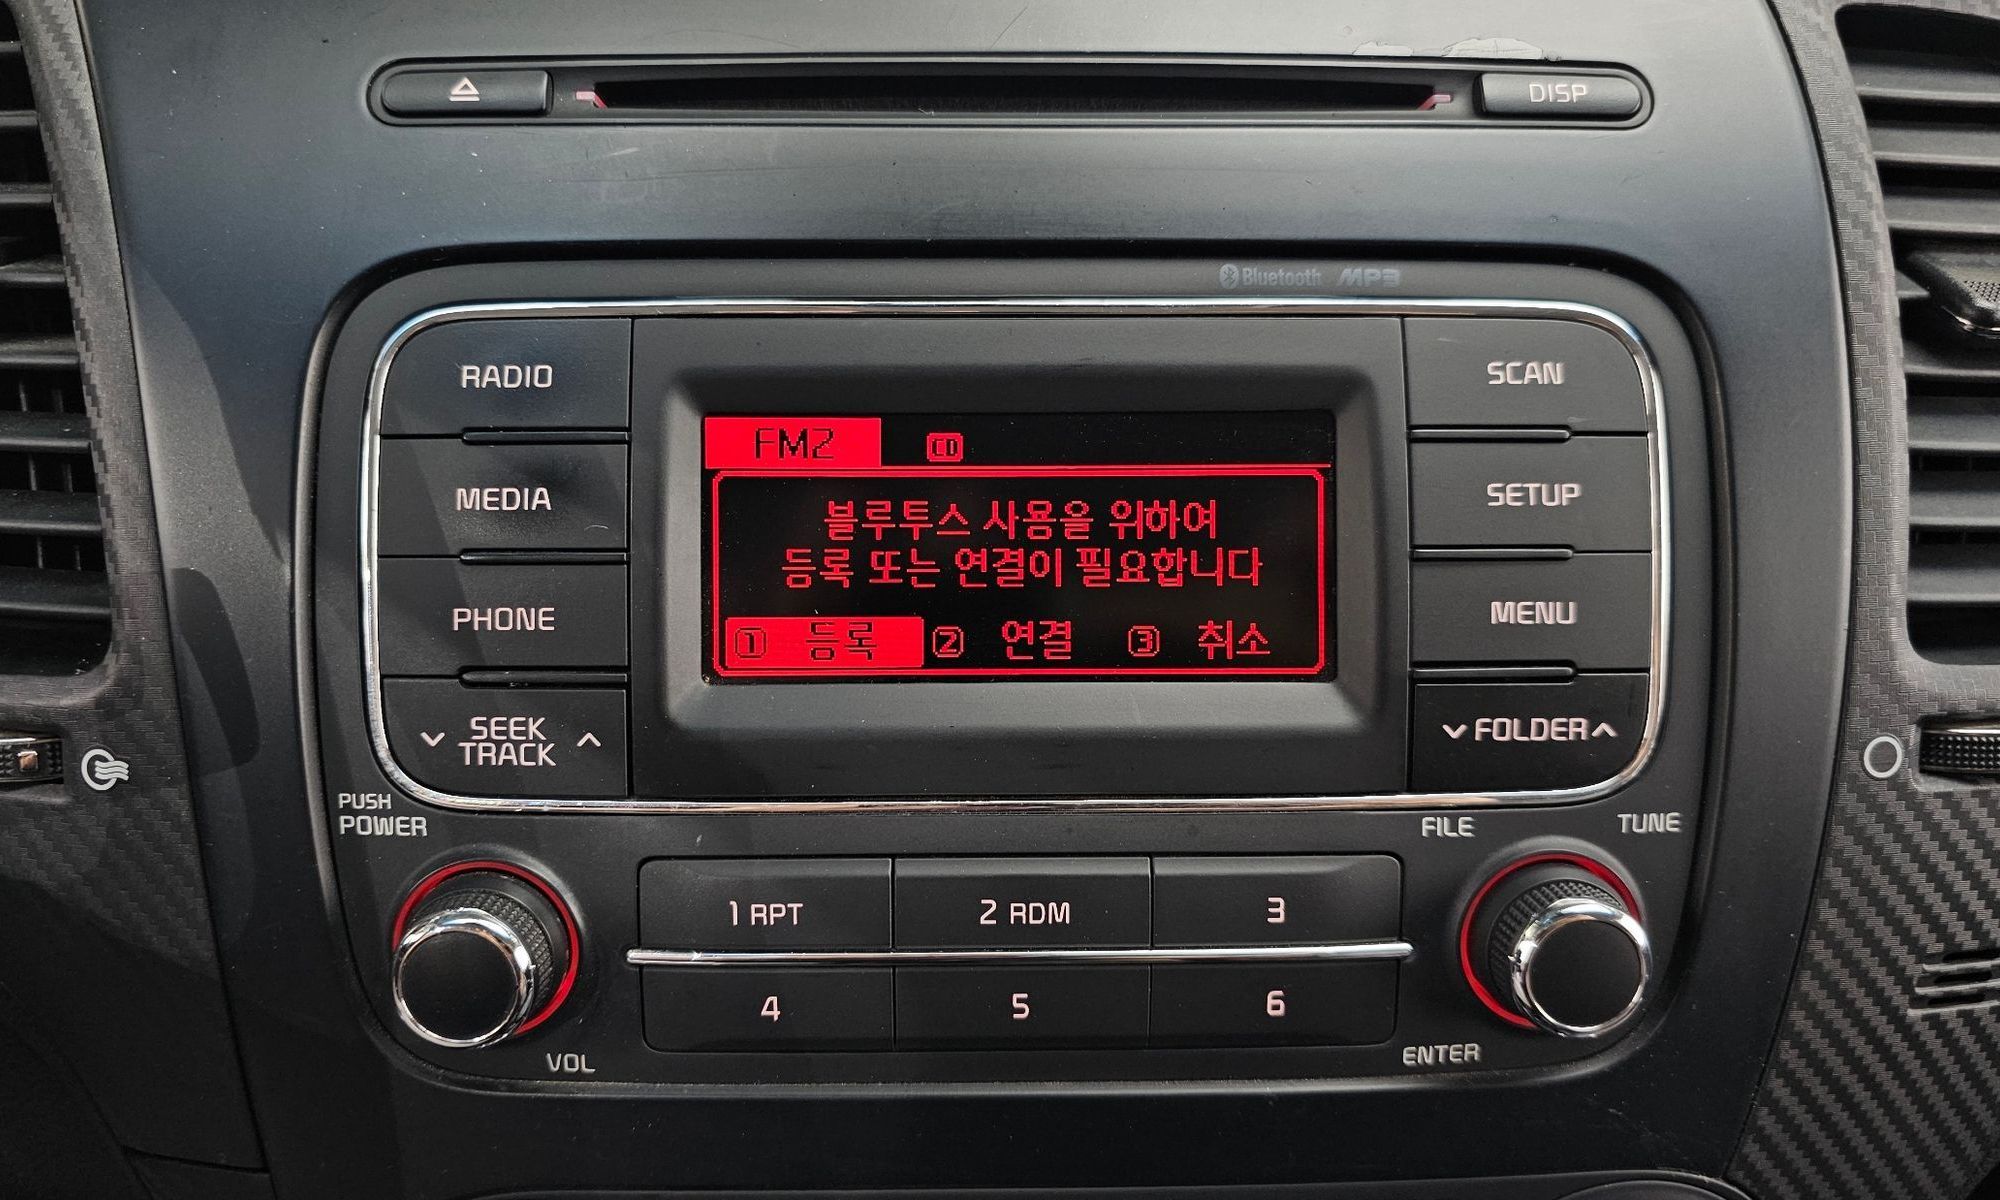 DISP
Bluetooth MP3
RADIO
SCAN
FM2 CD
MEDIA
SETUP
블루투스 사용을 위하여
등록 또는 연결이 필요합니다
PHONE
MENU
1 등록 2 연결 3 취소
SEEK
TRACK
FOLDER
PUSH
POWER
FILE
TUNE
1 RPT
2 RDM
3
4
5
6
VOL
ENTER